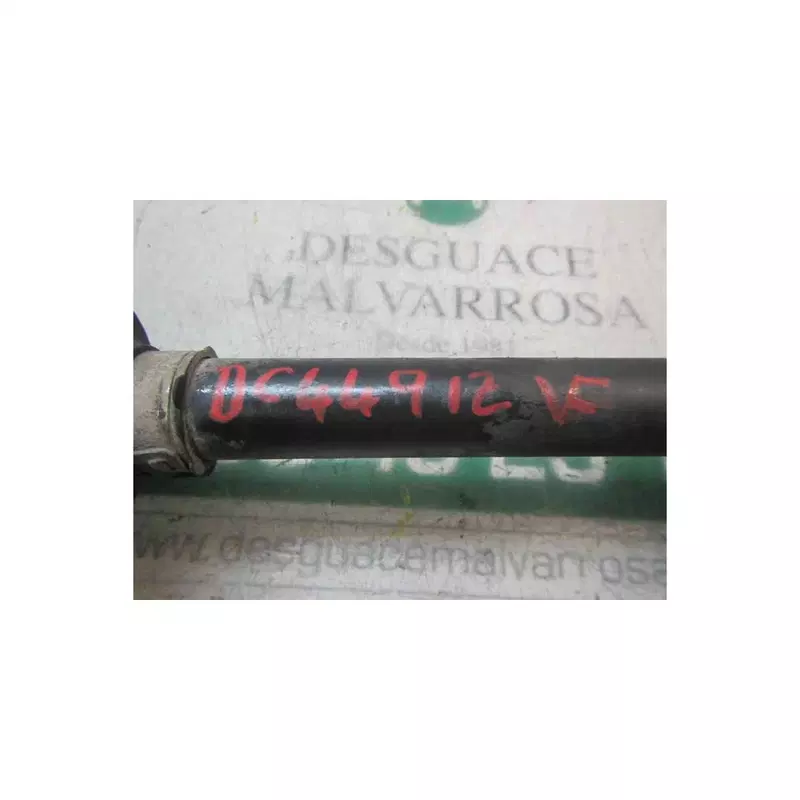 DESGUACE
MALVARROSA
Desde 1981
DC44912 VF
www.desguacemalvarrosa